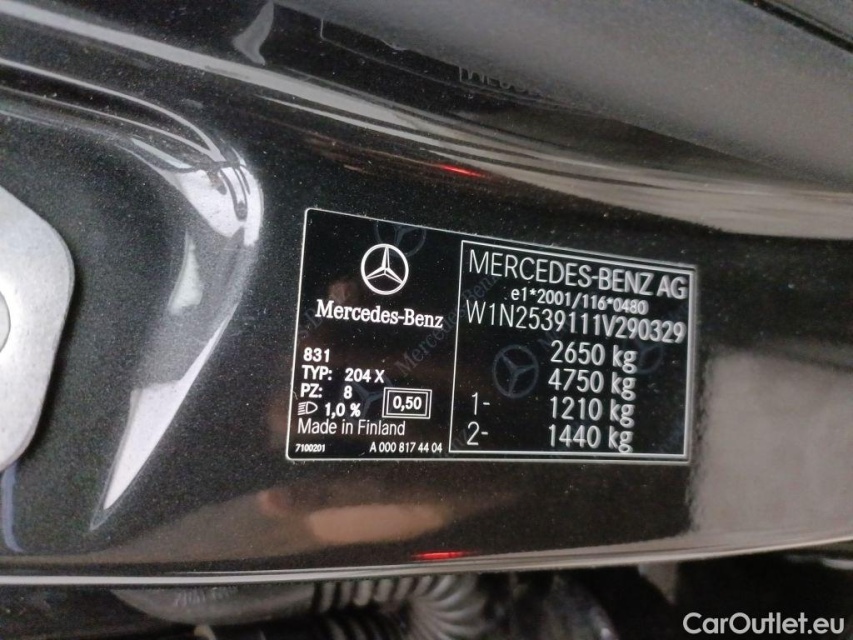 Mercedes-Benz
831
TYP: 204 X
PZ: 8
1,0 %
0,50
Made in Finland
7100201 A 000 817 44 04
MERCEDES-BENZ AG
e1*2001/116*0480
W1N2539111V290329
2650 kg
4750 kg
1- 1210 kg
2- 1440 kg
CarOutlet.eu